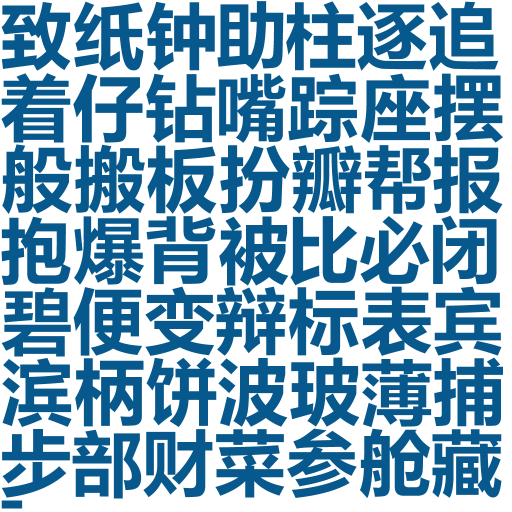 致纸钟助柱逐追
着仔钻嘴踪座摆
般搬板扮瓣帮报
抱爆背被比必闭
碧便变辩标表宾
滨柄饼波玻薄捕
步部财菜参舱藏